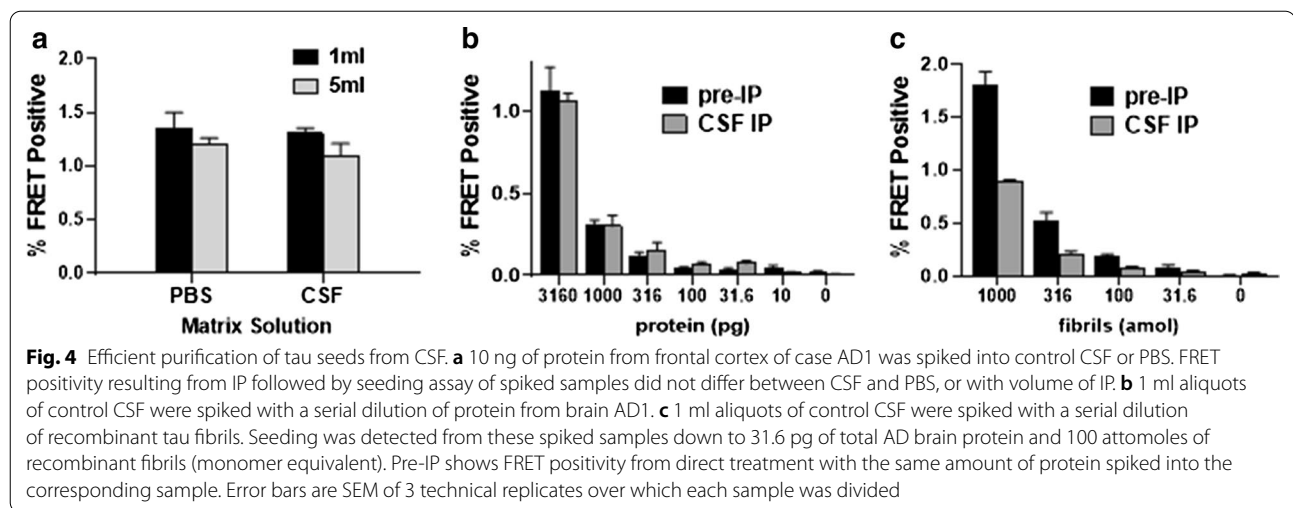 a
% FRET Positive
2.0
1.5
1.0
0.5
0.0
1ml
5ml
PBS CSF
Matrix Solution
b
% FRET Positive
1.0
0.5
0.0
pre-IP
CSF IP
3160 1000 316 100 31.6 10 0
protein (pg)
c
% FRET Positive
2.0
1.5
1.0
0.5
0.0
pre-IP
CSF IP
1000 316 100 31.6 0
fibrils (amol)
Fig. 4 Efficient purification of tau seeds from CSF. a 10 ng of protein from frontal cortex of case AD1 was spiked into control CSF or PBS. FRET
positivity resulting from IP followed by seeding assay of spiked samples did not differ between CSF and PBS, or with volume of IP. b 1 ml aliquots
of control CSF were spiked with a serial dilution of protein from brain AD1. c 1 ml aliquots of control CSF were spiked with a serial dilution
of recombinant tau fibrils. Seeding was detected from these spiked samples down to 31.6 pg of total AD brain protein and 100 attomoles of
recombinant fibrils (monomer equivalent). Pre-IP shows FRET positivity from direct treatment with the same amount of protein spiked into the
corresponding sample. Error bars are SEM of 3 technical replicates over which each sample was divided